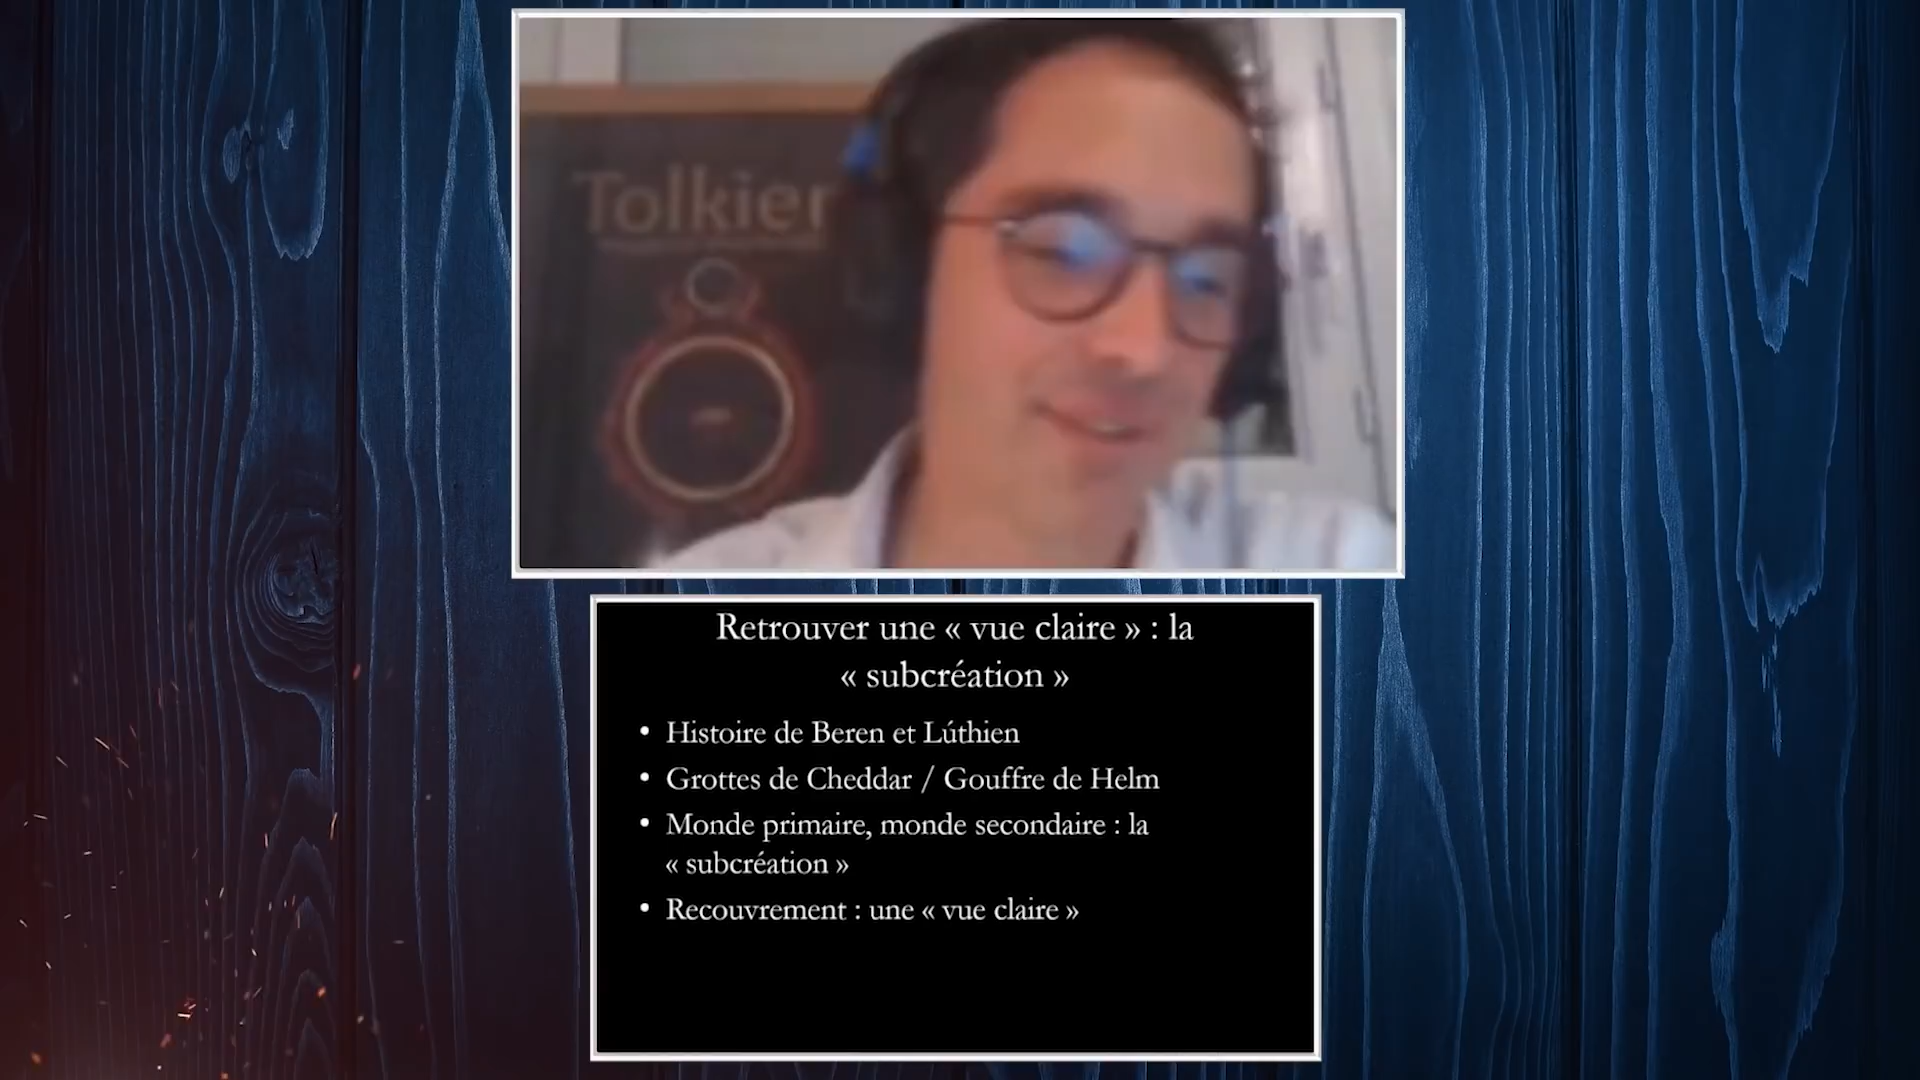 Tolkier
Retrouver une « vue claire » : la
« subcréation »
• Histoire de Beren et Lúthien
• Grottes de Cheddar / Gouffre de Helm
• Monde primaire, monde secondaire : la
« subcréation »
• Recouvrement : une « vue claire »